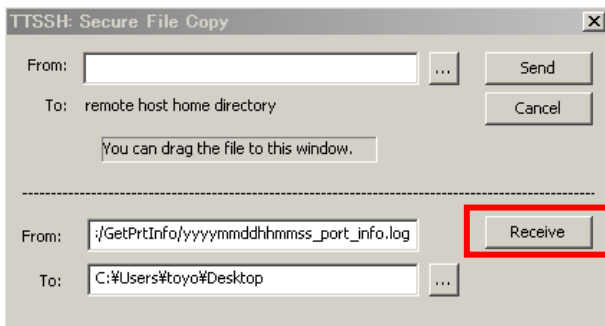 TTSSH: Secure File Copy
From:
...
Send
To: remote host home directory
Cancel
You can drag the file to this window.
From: :/GetPrtInfo/yyyymmddhhmmss_port_info.log
Receive
To: C:¥Users¥toyo¥Desktop
...